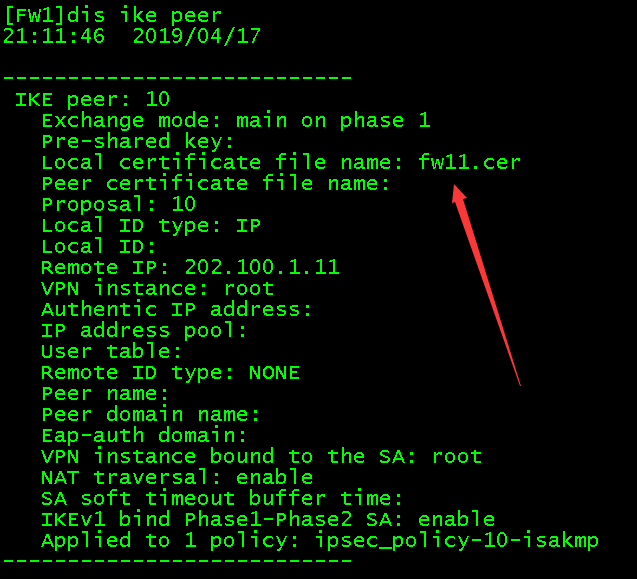 [FW1]dis ike peer
21:11:46  2019/04/17
---------------------------
 IKE peer: 10
   Exchange mode: main on phase 1
   Pre-shared key:
   Local certificate file name: fw11.cer
   Peer certificate file name:
   Proposal: 10
   Local ID type: IP
   Local ID:
   Remote IP: 202.100.1.11
   VPN instance: root
   Authentic IP address:
   IP address pool:
   User table:
   Remote ID type: NONE
   Peer name:
   Peer domain name:
   Eap-auth domain:
   VPN instance bound to the SA: root
   NAT traversal: enable
   SA soft timeout buffer time:
   IKEv1 bind Phase1-Phase2 SA: enable
   Applied to 1 policy: ipsec_policy-10-isakmp
---------------------------